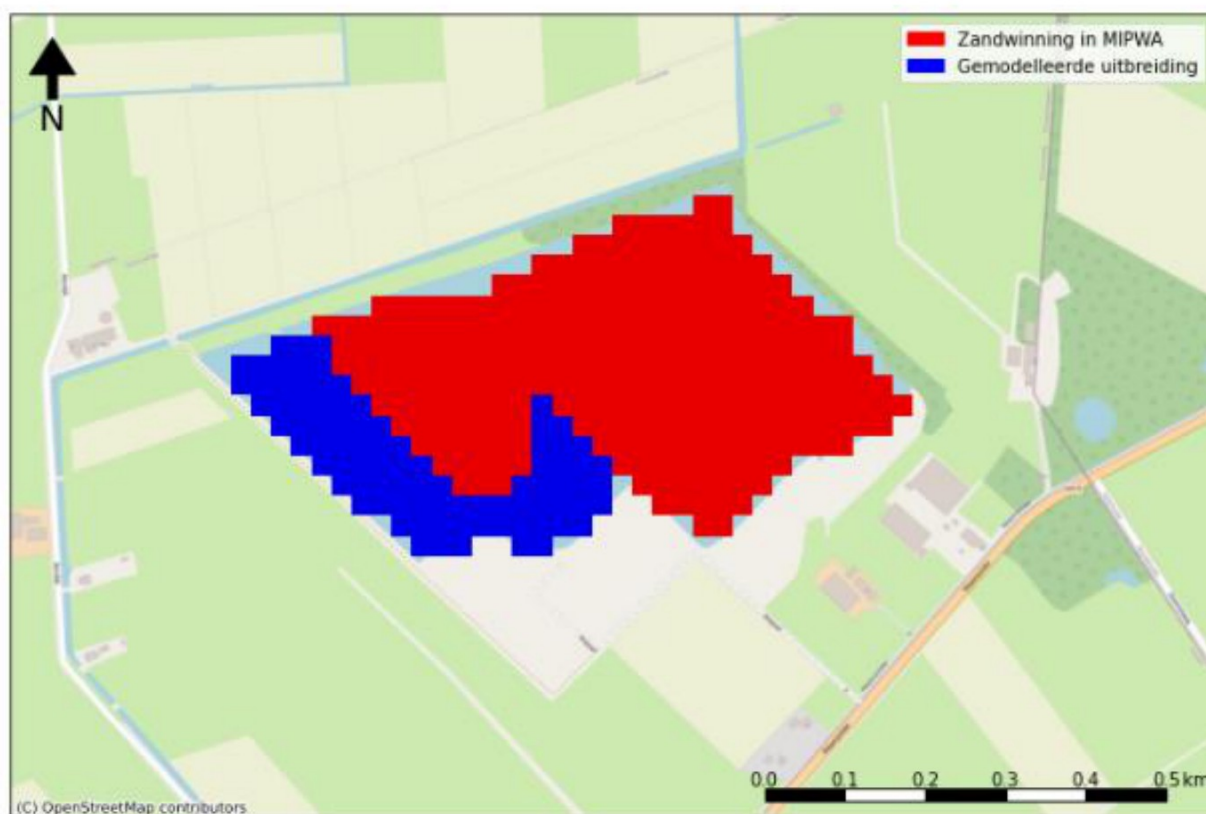 Zandwinning in MIPWA
Gemodelleerde uitbreiding
N
0.0 0.1 0.2 0.3 0.4 0.5 km
(C) OpenStreetMap contributors